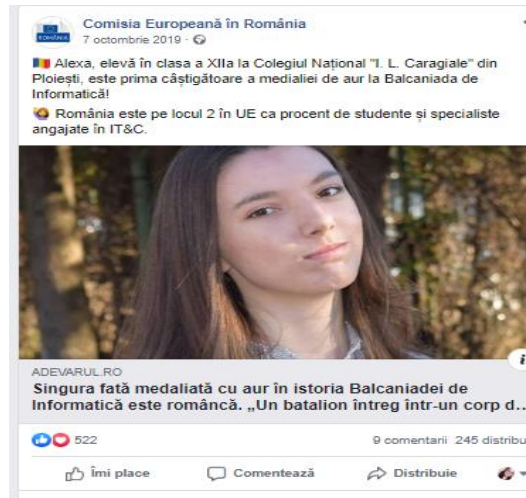 Comisia Europeană în România
ROMÂNIA
7 octombrie 2019 ·
Alexa, elevă în clasa a XIIa la Colegiul Național "I. L. Caragiale" din
Ploiești, este prima câștigătoare a medialiei de aur la Balcaniada de
Informatică!
România este pe locul 2 în UE ca procent de studente și specialiste
angajate în IT&C.
i
ADEVARUL.RO
Singura fată medaliată cu aur în istoria Balcaniadei de
Informatică este româncă. „Un batalion întreg într-un corp d...
522
9 comentarii 245 distribu
Îmi place Comentează Distribuie